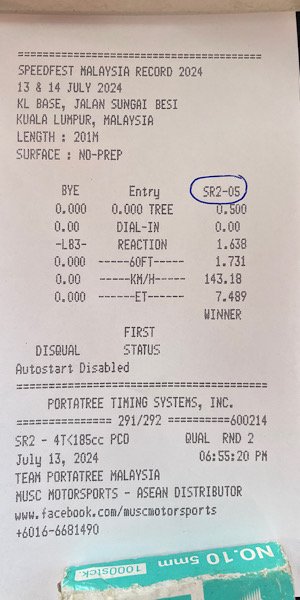 SPEEDFEST MALAYSIA RECORD 2024
13 & 14 JULY 2024
KL BASE, JALAN SUNGAI BESI
KUALA LUMPUR, MALAYSIA
LENGTH : 201M
SURFACE : NO-PREP
BYE Entry SR2-05
0.000 0.000 TREE 0.500
0.00 DIAL-IN 0.00
-LB3- REACTION 1.638
0.000 ------60FT----- 1.731
0.00 -----KM/H------ 143.18
0.000 -------ET------- 7.489
WINNER
FIRST
DISQUAL STATUS
Autostart Disabled
PORTATREE TIMING SYSTEMS, INC.
============== 291/292 ==========600214
SR2 - 4T<185cc PCD QUAL RND 2
July 13, 2024 06:55:20 PM
TEAM PORTATREE MALAYSIA
MUSC MOTORSPORTS - ASEAN DISTRIBUTOR
www.facebook.com/muscmotorsports
+6016-6681490
NO.10 5mm
1000stck.